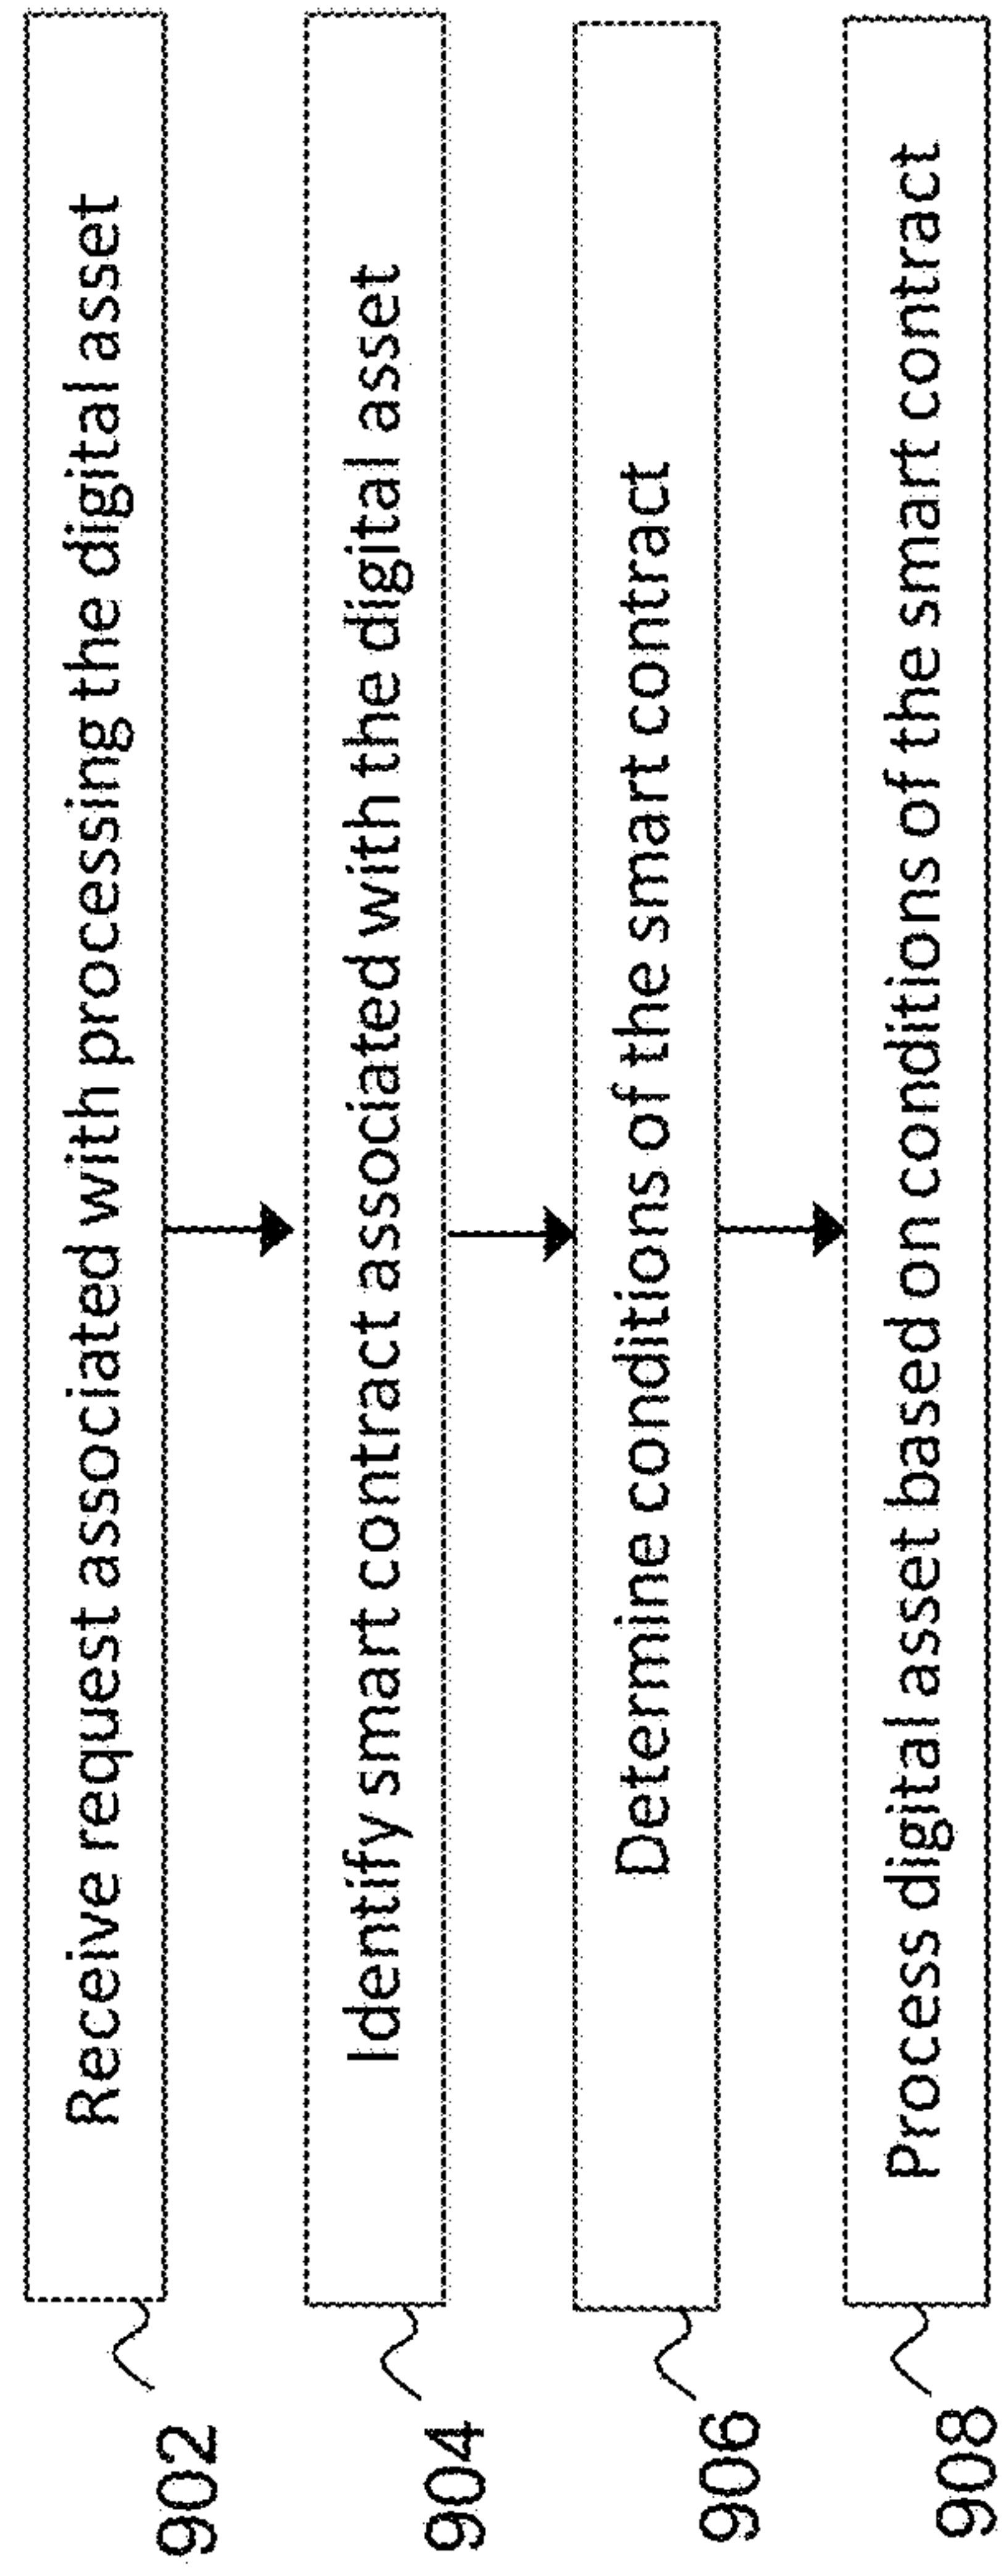 902
Receive request associated with processing the digital asset
904
Identify smart contract associated with the digital asset
906
Determine conditions of the smart contract
908
Process digital asset based on conditions of the smart contract